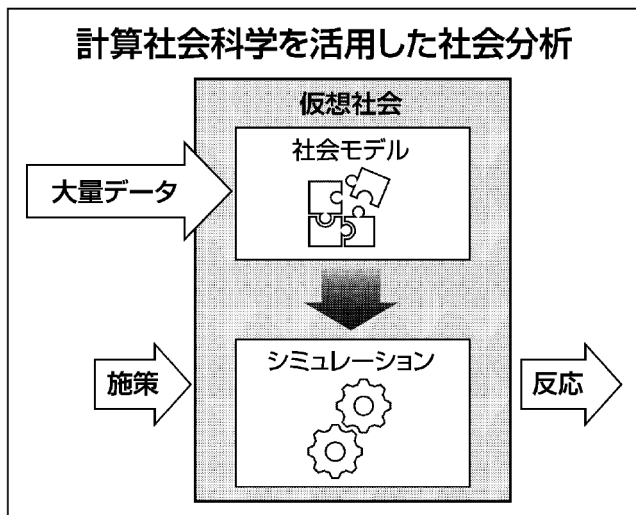 計算社会科学を活用した社会分析
仮想社会
社会モデル
大量データ
シミュレーション
施策
反応